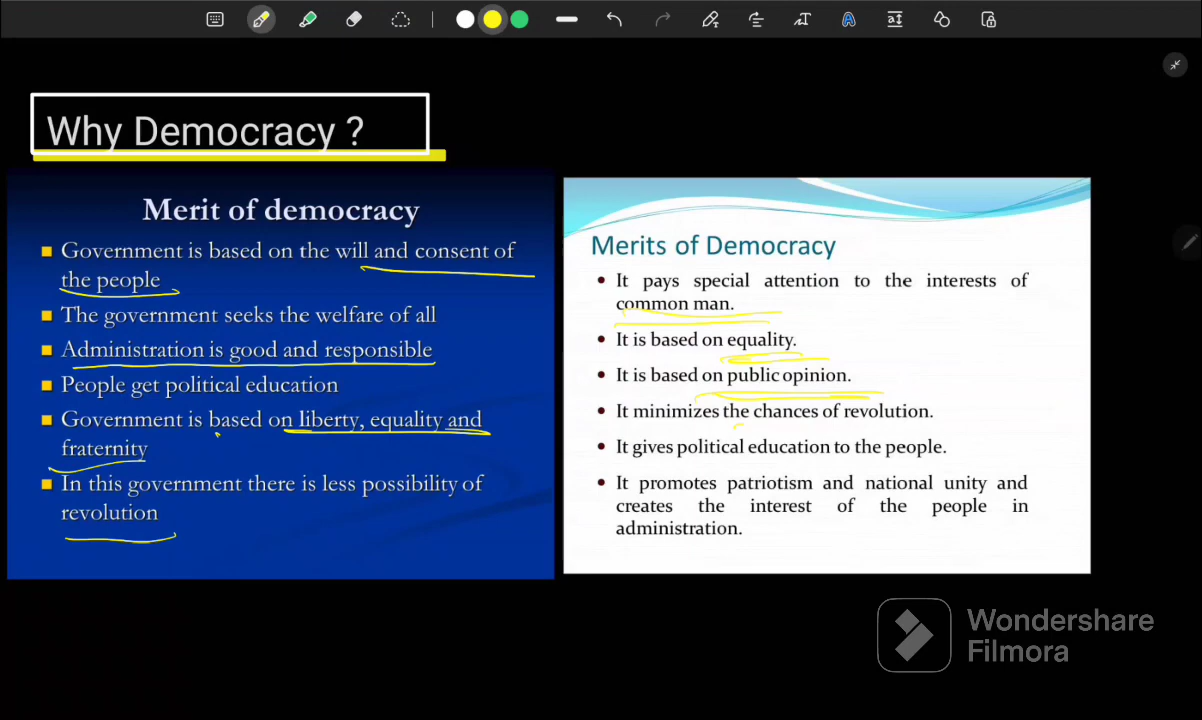 Why Democracy ?
Merit of democracy
Government is based on the will and consent of
the people
The government seeks the welfare of all
Administration is good and responsible
People get political education
Government is based on liberty, equality and
fraternity
In this government there is less possibility of
revolution
Merits of Democracy
It pays special attention to the interests of
common man.
It is based on equality.
It is based on public opinion.
It minimizes the chances of revolution.
It gives political education to the people.
It promotes patriotism and national unity and
creates the interest of the people in
administration.
Wondershare
Filmora